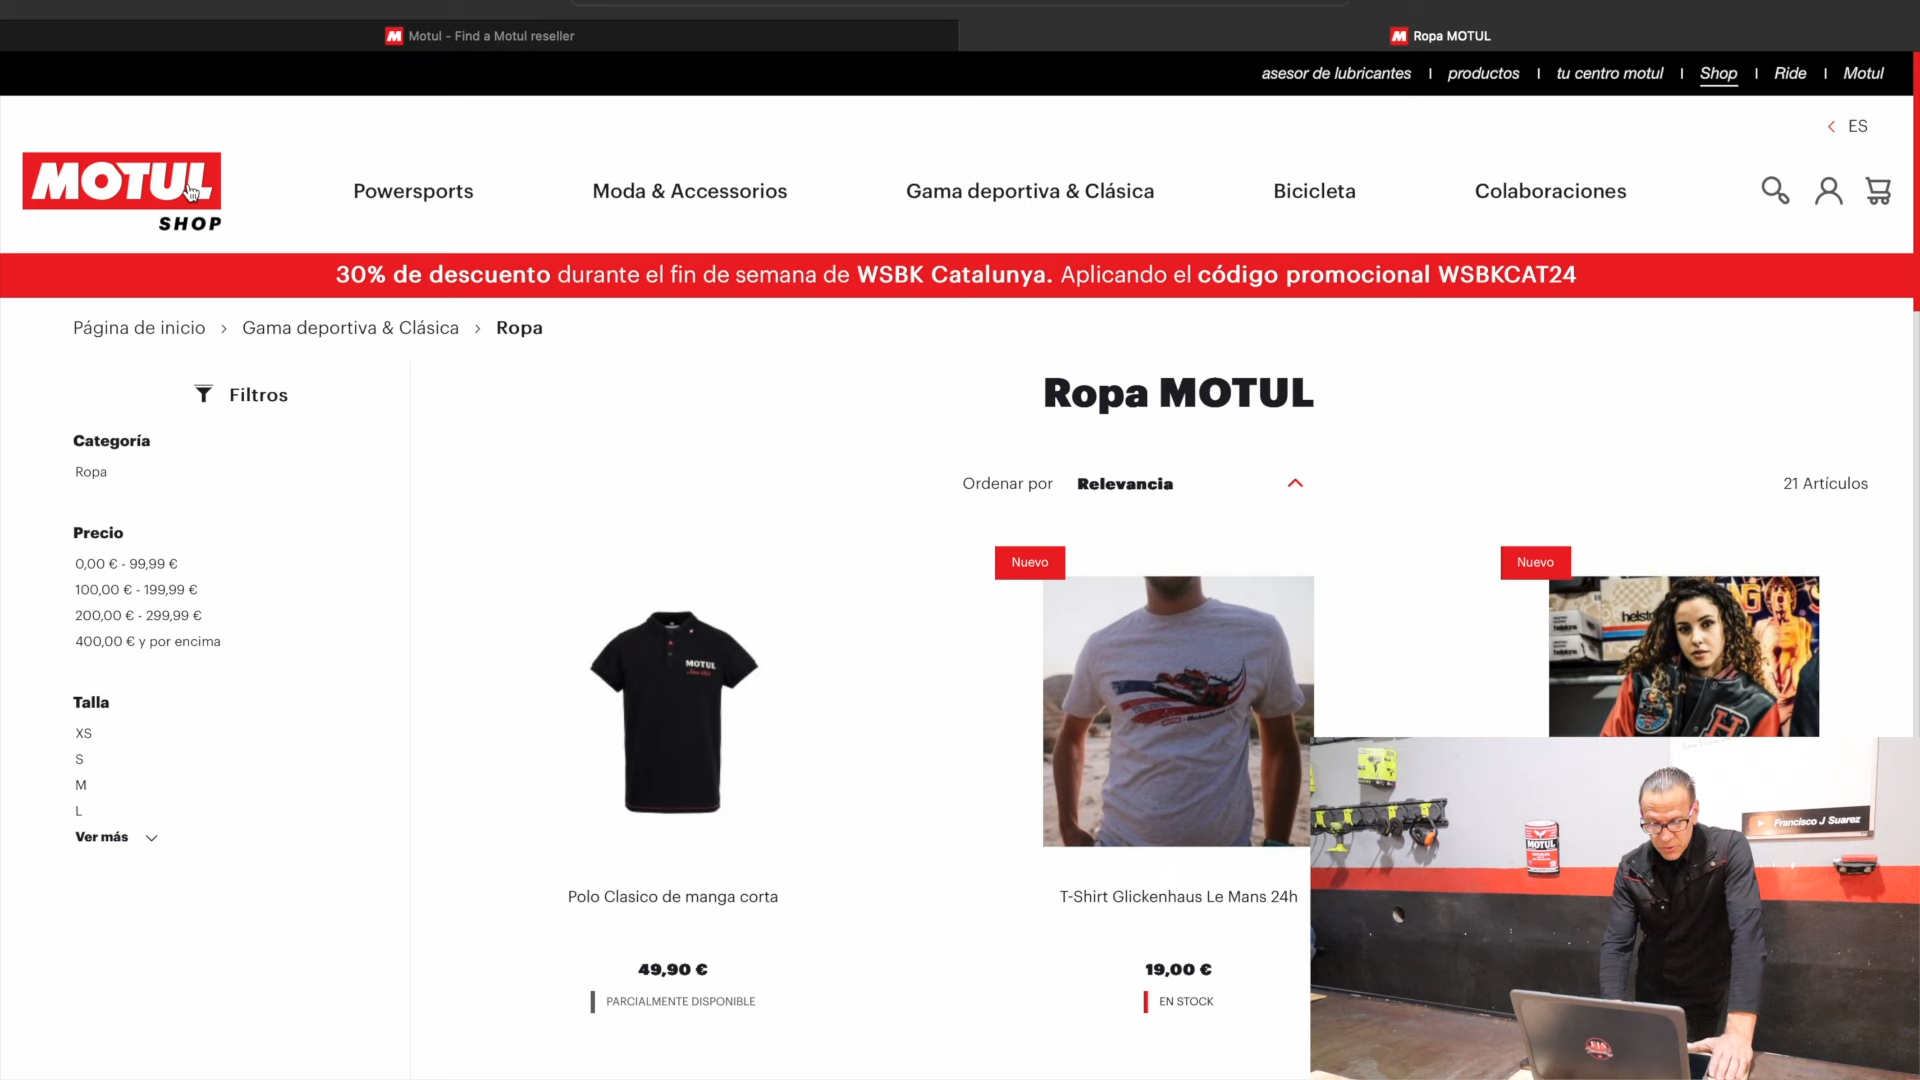 Motul - Find a Motul reseller
Ropa MOTUL
asesor de lubricantes | productos | tu centro motul | Shop | Ride | Motul
ES
MOTUL
SHOP
Powersports
Moda & Accessorios
Gama deportiva & Clásica
Bicicleta
Colaboraciones
30% de descuento durante el fin de semana de WSBK Catalunya. Aplicando el código promocional WSBKCAT24
Página de inicio > Gama deportiva & Clásica > Ropa
Filtros
Categoría
Ropa
Precio
0,00 € - 99,99 €
100,00 € - 199,99 €
200,00 € - 299,99 €
400,00 € y por encima
Talla
XS
S
M
L
Ver más
Ropa MOTUL
Ordenar por Relevancia
21 Artículos
MOTUL
Polo Clasico de manga corta
49,90 €
PARCIALMENTE DISPONIBLE
Nuevo
T-Shirt Glickenhaus Le Mans 24h
19,00 €
EN STOCK
Nuevo
H
MOTUL
Francisco J Suarez